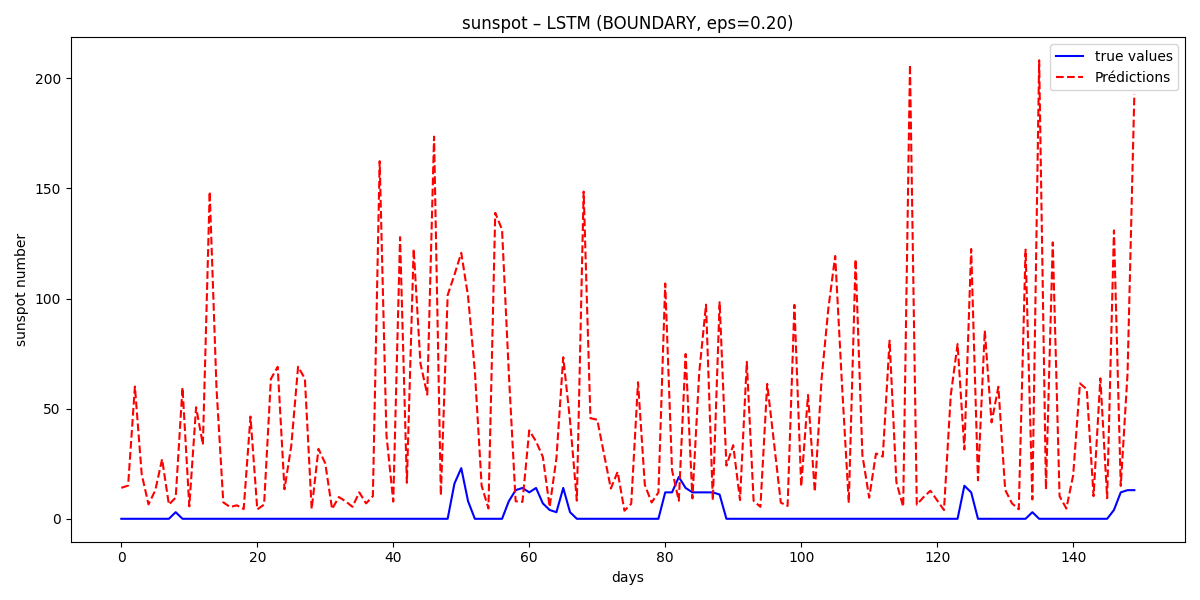 sunspot – LSTM (BOUNDARY, eps=0.20)
true values
Prédictions
sunspot number
200
150
100
50
0
0 20 40 60 80 100 120 140
days